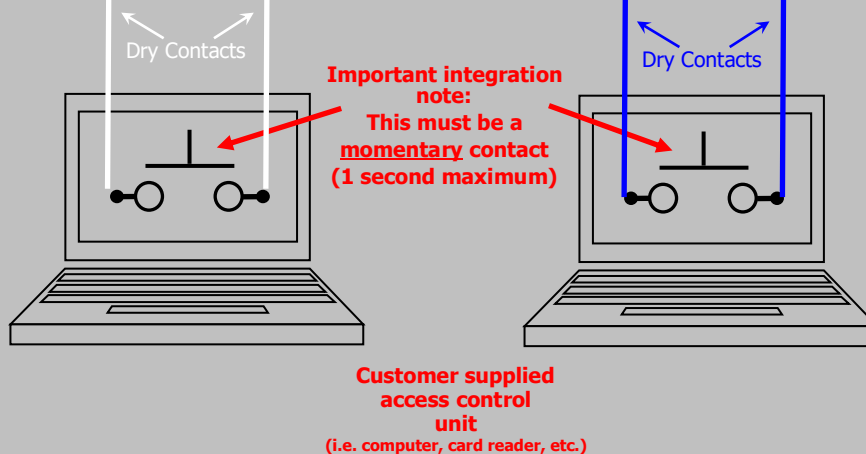 Dry Contacts
Dry Contacts
Important integration
note:
This must be a
momentary contact
(1 second maximum)
Customer supplied
access control
unit
(i.e. computer, card reader, etc.)